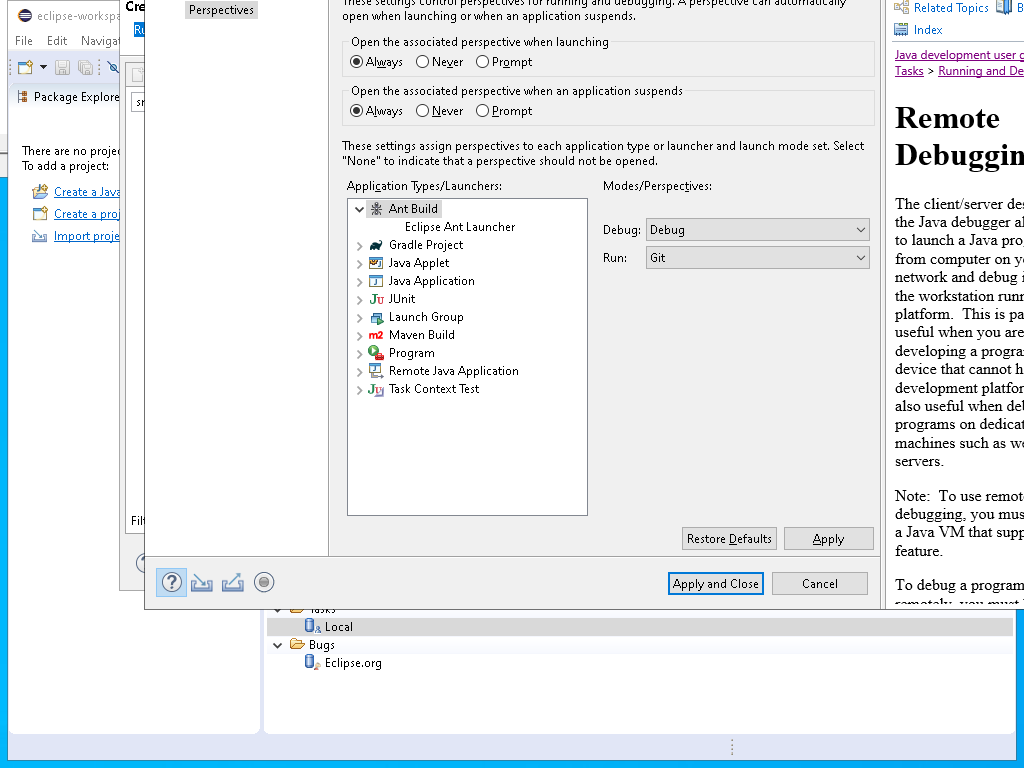 eclipse-workspa
File Edit Navigat
Package Explore
There are no projec
To add a project:
Create a Java
Create a proj
Import proje
Cre
sr
Filt
Perspectives
These settings control perspectives for running and debugging. A perspective can automatically
open when launching or when an application suspends.
Open the associated perspective when launching
Always Never Prompt
Open the associated perspective when an application suspends
Always Never Prompt
These settings assign perspectives to each application type or launcher and launch mode set. Select
"None" to indicate that a perspective should not be opened.
Application Types/Launchers:
Ant Build
Eclipse Ant Launcher
Gradle Project
Java Applet
Java Application
JUnit
Launch Group
Maven Build
Program
Remote Java Application
Task Context Test
Modes/Perspectives:
Debug: Debug
Run: Git
Restore Defaults Apply
Apply and Close Cancel
Related Topics B
Index
Java development user g
Tasks > Running and De
Remote
Debuggin
The client/server des
the Java debugger al
to launch a Java prog
from computer on yo
network and debug i
the workstation runn
platform. This is pa
useful when you are
developing a program
device that cannot h
development platfor
also useful when deb
programs on dedicat
machines such as we
servers.
Note: To use remote
debugging, you mus
a Java VM that supp
feature.
To debug a program
remotely, you must
Tasks
Local
Bugs
Eclipse.org